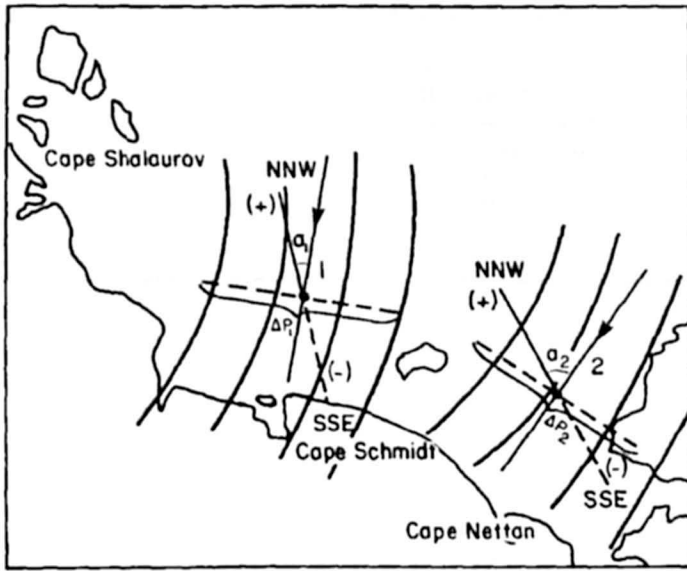 Cape Shalaurov
NNW
(+)
a₁
1
ΔP₁
(-)
SSE
Cape Schmidt
NNW
(+)
a₂
2
ΔP₂
(-)
SSE
Cape Nettan